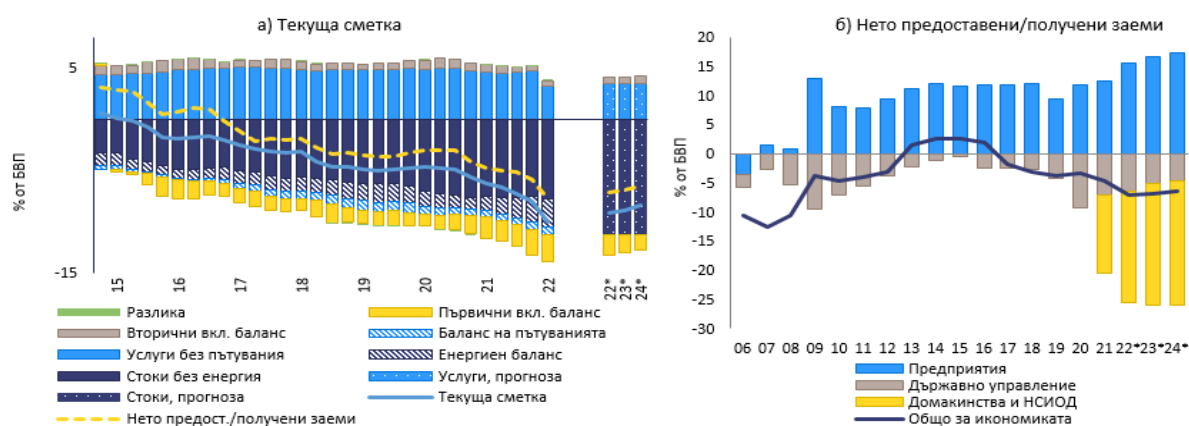 а) Текуща сметка
5
-15
% от БВП
15
16
17
18
19
20
21
22
22*
23*
24*
Разлика
Първични вкл. баланс
Вторични вкл. баланс
Баланс на пътуванията
Услуги без пътувания
Енергиен баланс
Стоки без енергия
Услуги, прогноза
Стоки, прогноза
Текуща сметка
Нето предост./получени заеми
б) Нето предоставени/получени заеми
20
15
10
5
0
-5
-10
-15
-20
-25
-30
% от БВП
06 07 08 09 10 11 12 13 14 15 16 17 18 19 20 21 22*23*24*
Предприятия
Държавно управление
Домакинства и НСИОД
Общо за икономиката